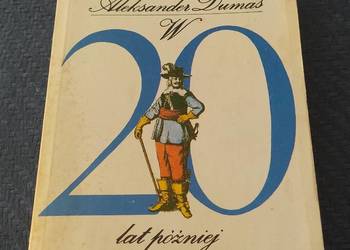 Aleksander Dumas
W
20
lat później